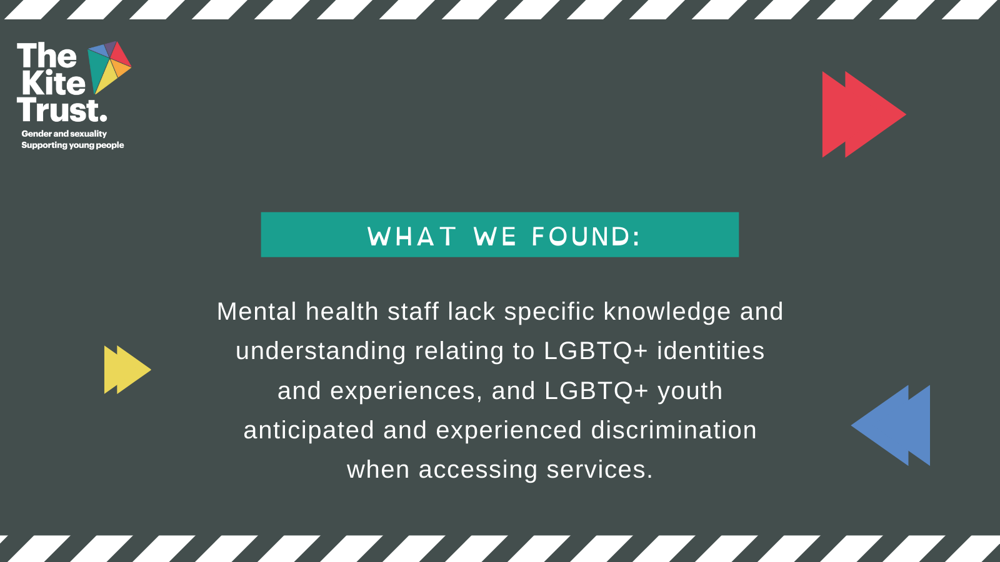 The
Kite
Trust.
Gender and sexuality
Supporting young people
WHAT WE FOUND:
Mental health staff lack specific knowledge and
understanding relating to LGBTQ+ identities
and experiences, and LGBTQ+ youth
anticipated and experienced discrimination
when accessing services.